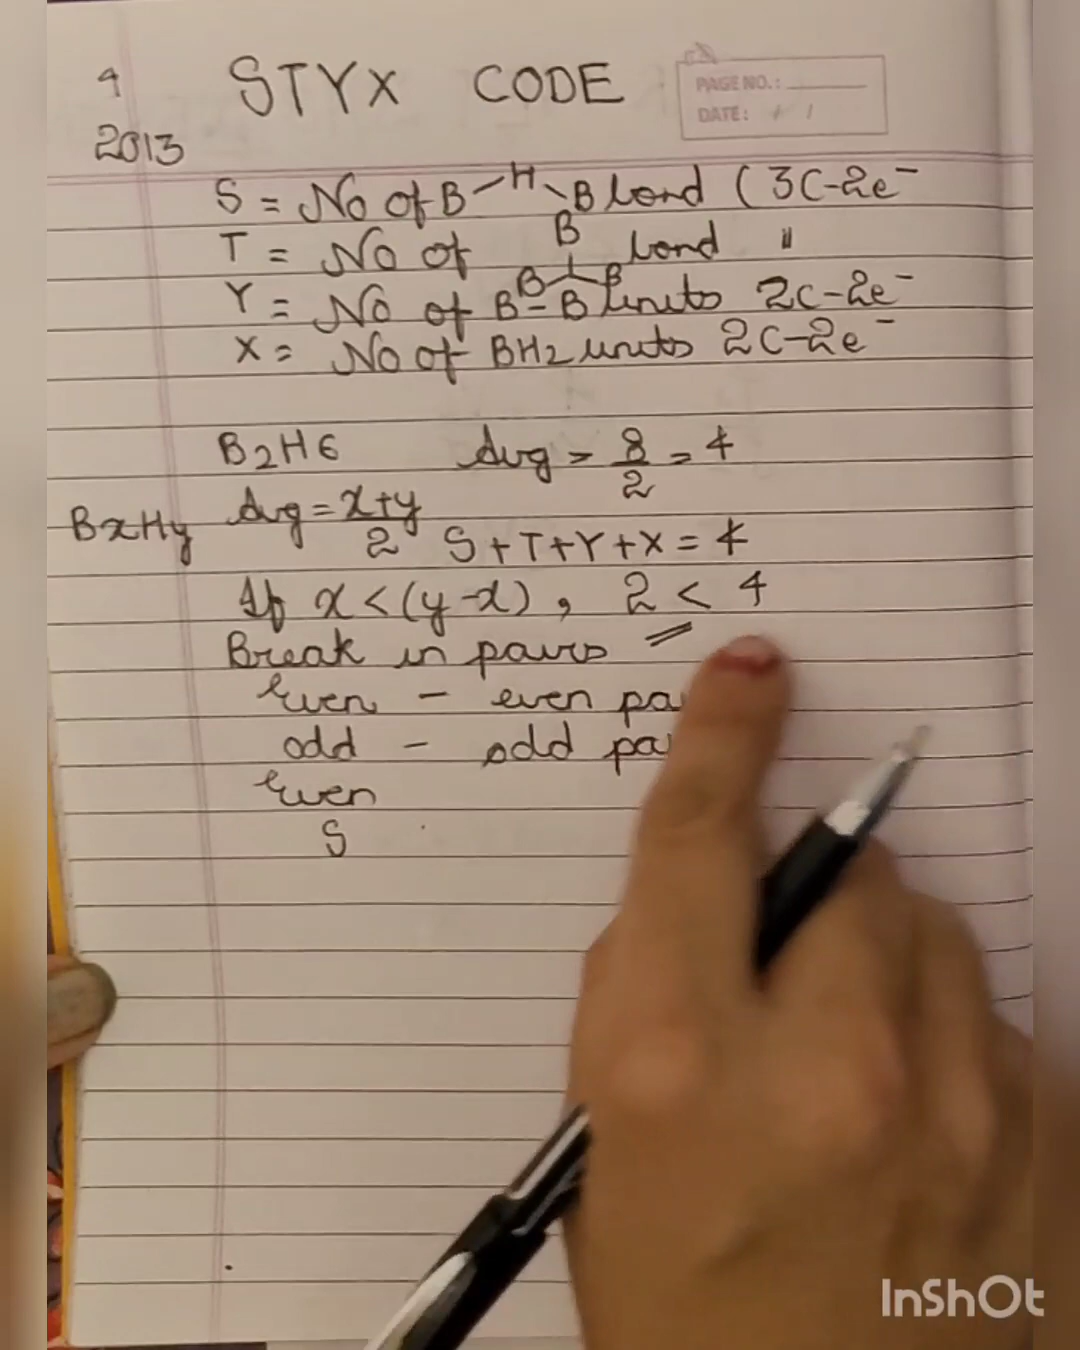 4
2013
STYX CODE
PAGE NO.:
DATE: / /
S = No of B-H-B bond (3C-2e⁻
T = No of B B B bond "
Y = No of B-B units 2C-2e⁻
X = No of BH2 units 2C-2e⁻
B2H6 Avg = 8/2 = 4
BxHy Avg = x+y/2 S+T+Y+X = 4
If x < (y-x), 2 < 4
Break in pairs =
Even - even pa
odd - odd pa
Even
S
InShOt